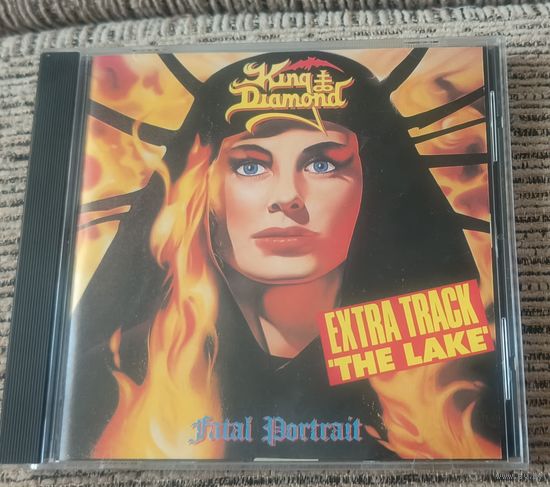 King
Diamond
EXTRA TRACK
'THE LAKE'
Fatal Portrait